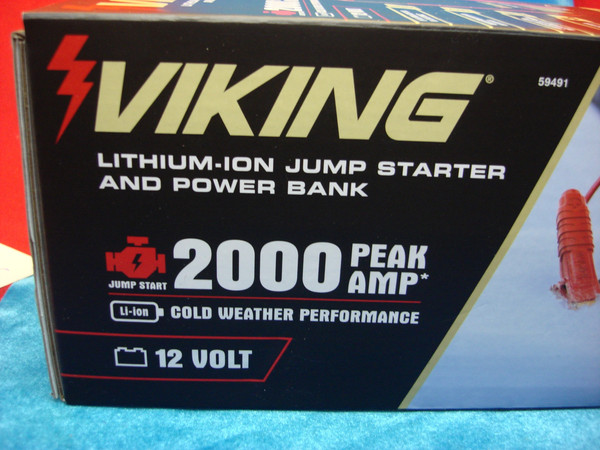 VIKING®
59491
LITHIUM-ION JUMP STARTER
AND POWER BANK
JUMP START
2000 PEAK AMP*
Li-ion COLD WEATHER PERFORMANCE
12 VOLT